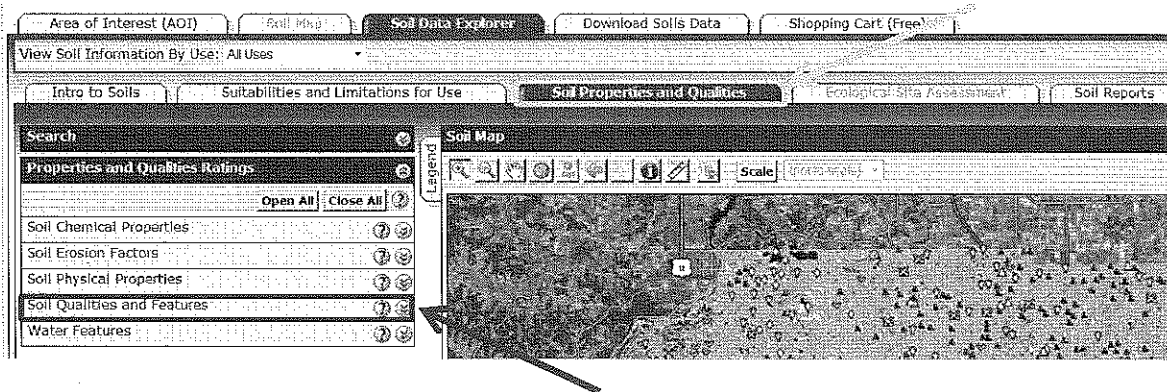 Area of Interest (AOI) Soil Map Soil Data Explorer Download Soils Data Shopping Cart (Free)
View Soil Information By Use: All Uses
Intro to Soils Suitabilities and Limitations for Use Soil Properties and Qualities Ecological Site Assessment Soil Reports
Search
Properties and Qualities Ratings
Open All Close All
Soil Chemical Properties
Soil Erosion Factors
Soil Physical Properties
Soil Qualities and Features
Water Features
Legend
Soil Map
Scale (not to scale)